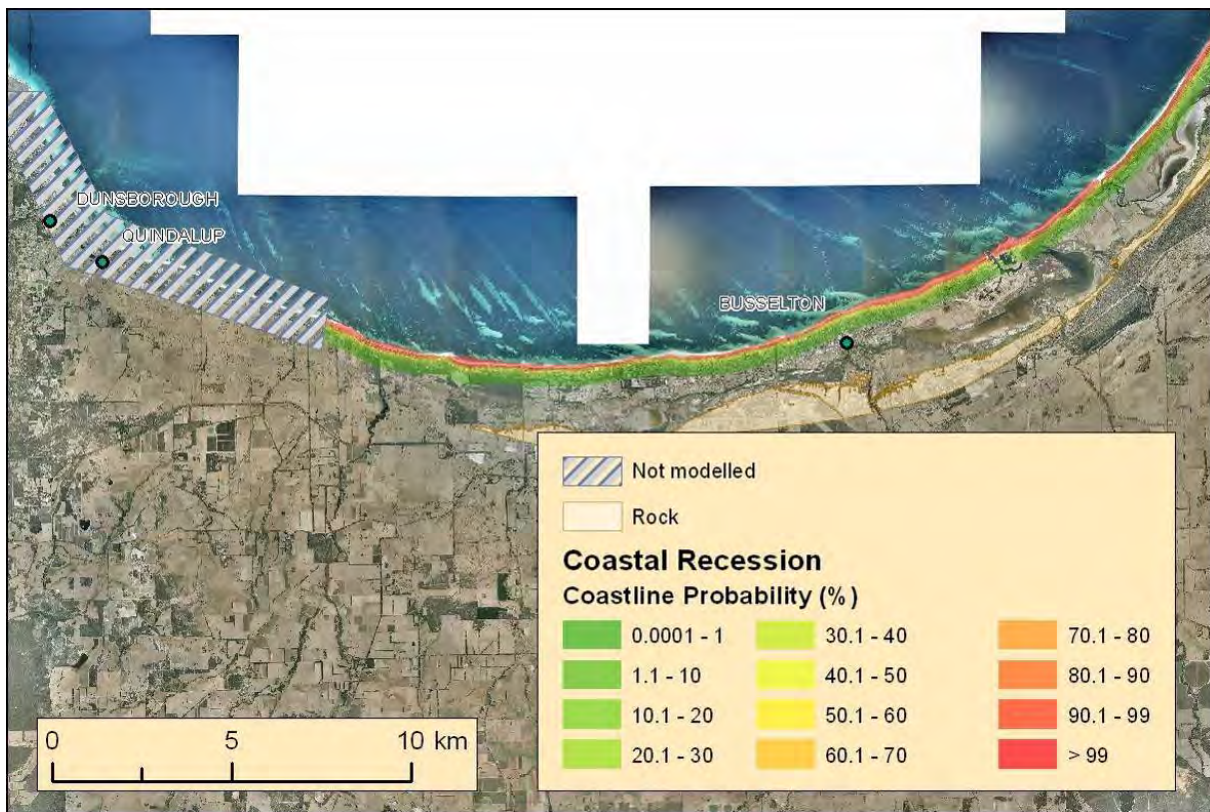 DUNSBOROUGH
QUINDALUP
BUSSELTON
Not modelled
Rock
Coastal Recession
Coastline Probability (%)
0.0001 - 1
1.1 - 10
10.1 - 20
20.1 - 30
30.1 - 40
40.1 - 50
50.1 - 60
60.1 - 70
70.1 - 80
80.1 - 90
90.1 - 99
> 99
0 5 10 km